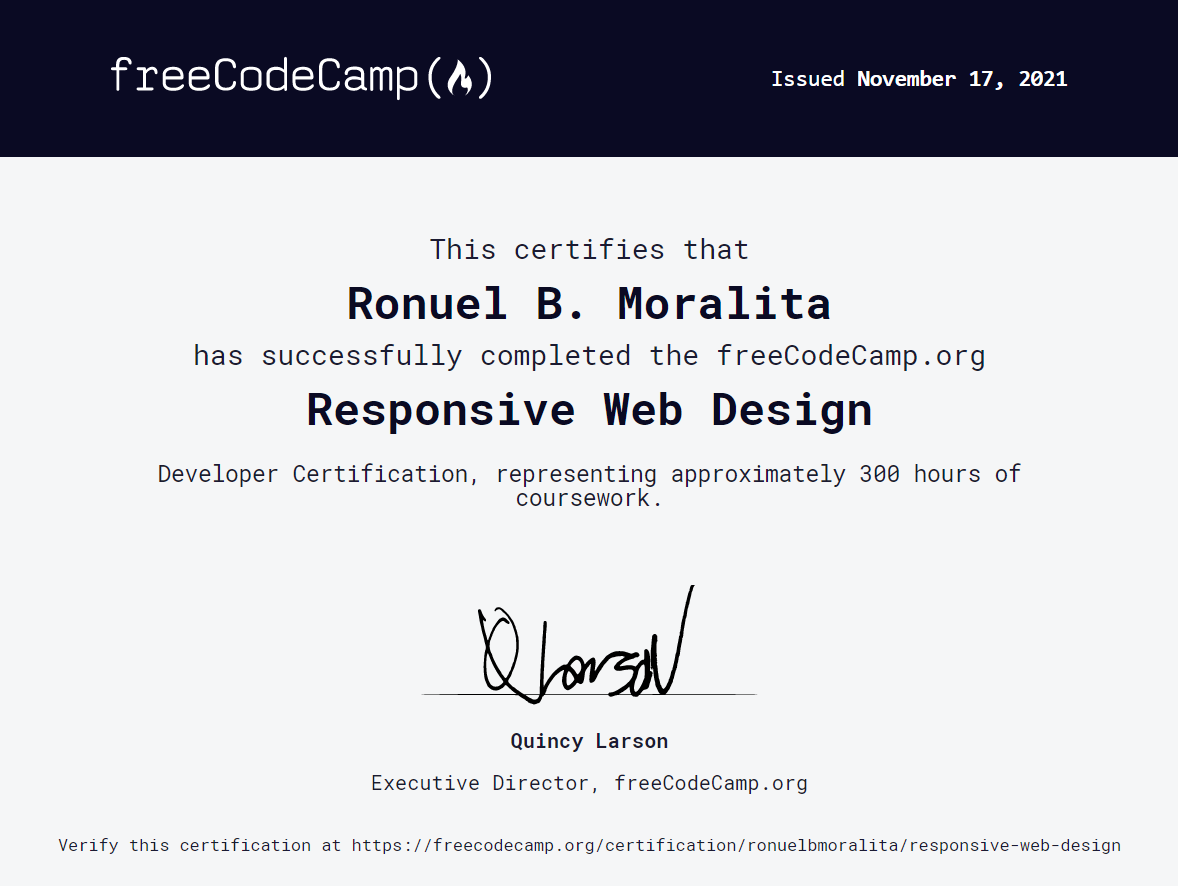 freeCodeCamp
Issued November 17, 2021
This certifies that
Ronuel B. Moralita
has successfully completed the freeCodeCamp.org
Responsive Web Design
Developer Certification, representing approximately 300 hours of
coursework.
QLarson
Quincy Larson
Executive Director, freeCodeCamp.org
Verify this certification at https://freecodecamp.org/certification/ronuelbmoralita/responsive-web-design